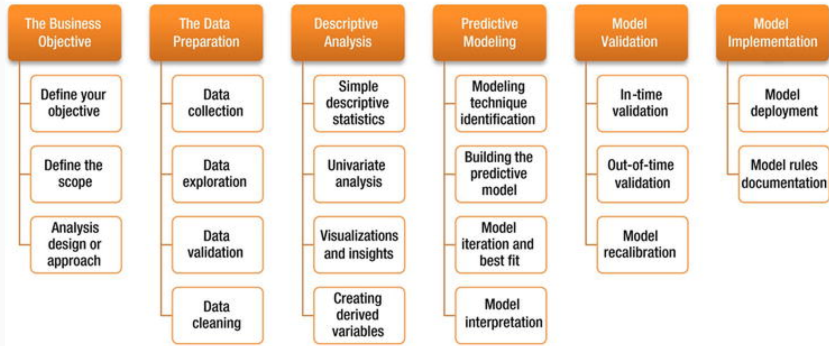 The Business
Objective
Define your
objective
Define the
scope
Analysis
design or
approach
The Data
Preparation
Data
collection
Data
exploration
Data
validation
Data
cleaning
Descriptive
Analysis
Simple
descriptive
statistics
Univariate
analysis
Visualizations
and insights
Creating
derived
variables
Predictive
Modeling
Modeling
technique
identification
Building the
predictive
model
Model
iteration and
best fit
Model
interpretation
Model
Validation
In-time
validation
Out-of-time
validation
Model
recalibration
Model
Implementation
Model
deployment
Model rules
documentation